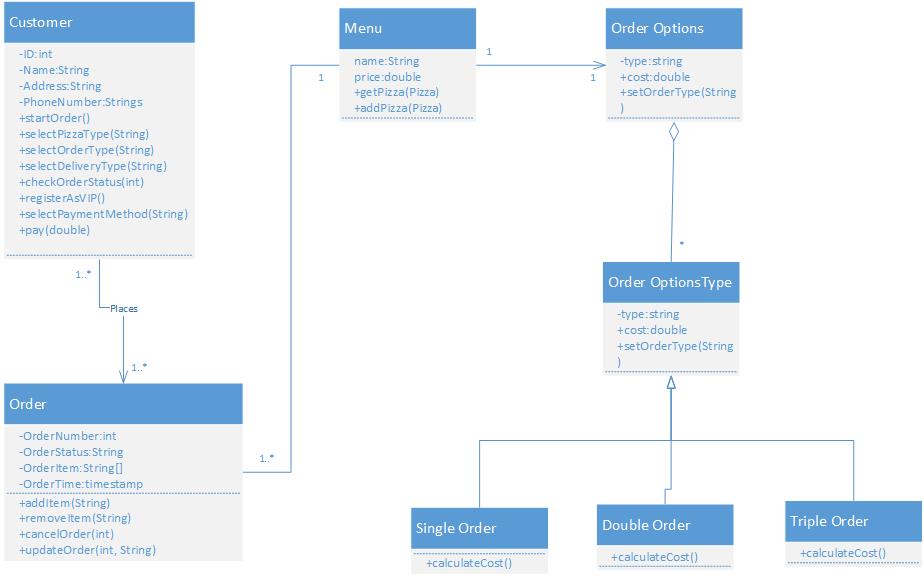 Customer
-ID:int
-Name:String
-Address:String
-PhoneNumber:Strings
+startOrder()
+selectPizzaType(String)
+selectOrderType(String)
+selectDeliveryType(String)
+checkOrderStatus(int)
+registerAsVIP()
+selectPaymentMethod(String)
+pay(double)
1..*
Places
1..*
Order
-OrderNumber:int
-OrderStatus:String
-OrderItem:String[]
-OrderTime:timestamp
+addItem(String)
+removeItem(String)
+cancelOrder(int)
+updateOrder(int, String)
1..*
1
Menu
name:String
price:double
+getPizza(Pizza)
+addPizza(Pizza)
1
1
Order Options
-type:string
+cost:double
+setOrderType(String
)
*
Order OptionsType
-type:string
+cost:double
+setOrderType(String
)
Single Order
+calculateCost()
Double Order
+calculateCost()
Triple Order
+calculateCost()